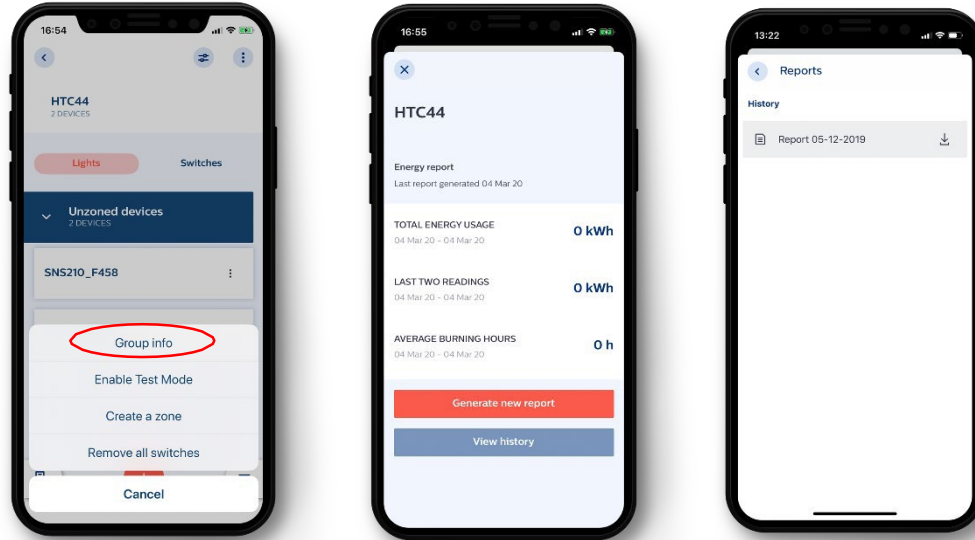 16:54
HTC44
2 DEVICES
Lights
Switches
Unzoned devices
2 DEVICES
SNS210_F458
Group info
Enable Test Mode
Create a zone
Remove all switches
Cancel
16:55
HTC44
Energy report
Last report generated 04 Mar 20
TOTAL ENERGY USAGE
0 kWh
04 Mar 20 - 04 Mar 20
LAST TWO READINGS
0 kWh
04 Mar 20 - 04 Mar 20
AVERAGE BURNING HOURS
0 h
04 Mar 20 - 04 Mar 20
Generate new report
View history
13:22
Reports
History
Report 05-12-2019